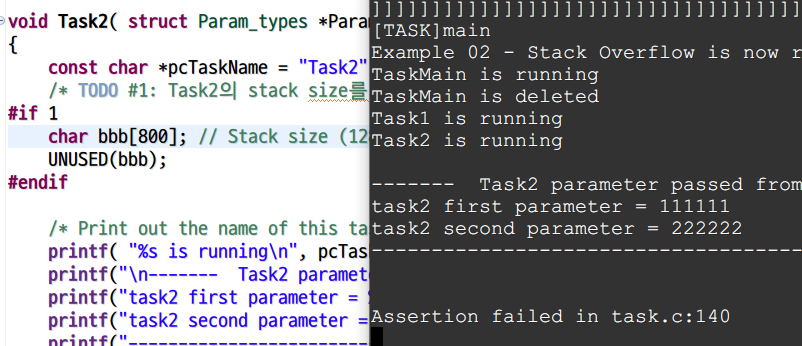 void Task2( struct Param_types *Para
{
const char *pcTaskName = "Task2"
/* TODO #1: Task2의 stack size를
#if 1
char bbb[800]; // Stack size (12
UNUSED(bbb);
#endif
/* Print out the name of this ta
printf( "%s is running\n", pcTas
printf("\n-------  Task2 paramet
printf("task2 first parameter =
printf("task2 second parameter =
printf("------------------------
]]]]]]]]]]]]]]]]]]]]]]]]]]]]]]]]]]]]
[TASK]main
Example 02 - Stack Overflow is now r
TaskMain is running
TaskMain is deleted
Task1 is running
Task2 is running
-------  Task2 parameter passed from
task2 first parameter = 111111
task2 second parameter = 222222
------------------------------------
Assertion failed in task.c:140